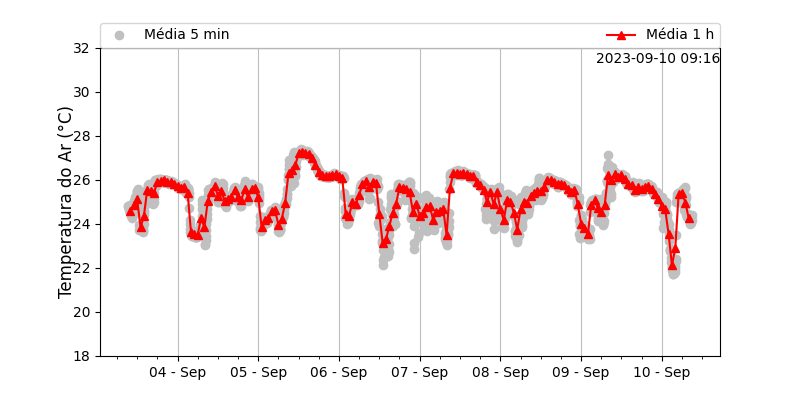 Média 5 min
Média 1 h
2023-09-10 09:16
Temperatura do Ar (°C)
32
30
28
26
24
22
20
18
04 - Sep
05 - Sep
06 - Sep
07 - Sep
08 - Sep
09 - Sep
10 - Sep